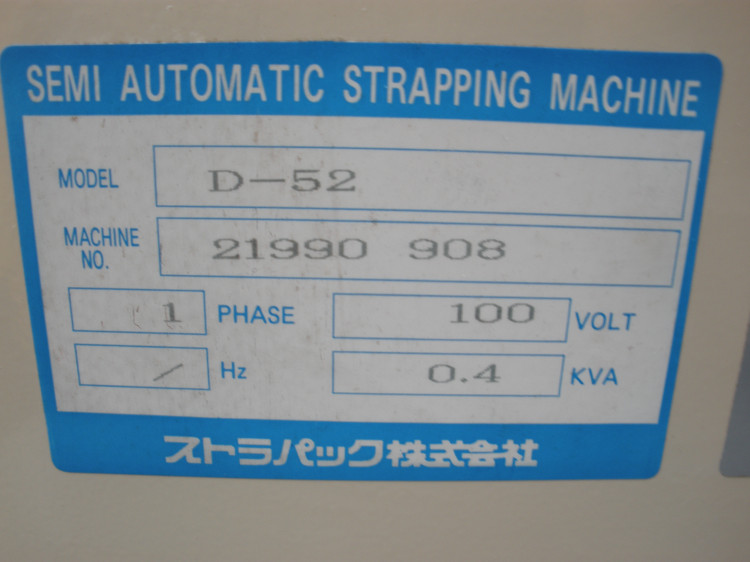 SEMI AUTOMATIC STRAPPING MACHINE
MODEL D-52
MACHINE NO. 21990 908
1 PHASE 100 VOLT
/ Hz 0.4 KVA
ストラパック株式会社